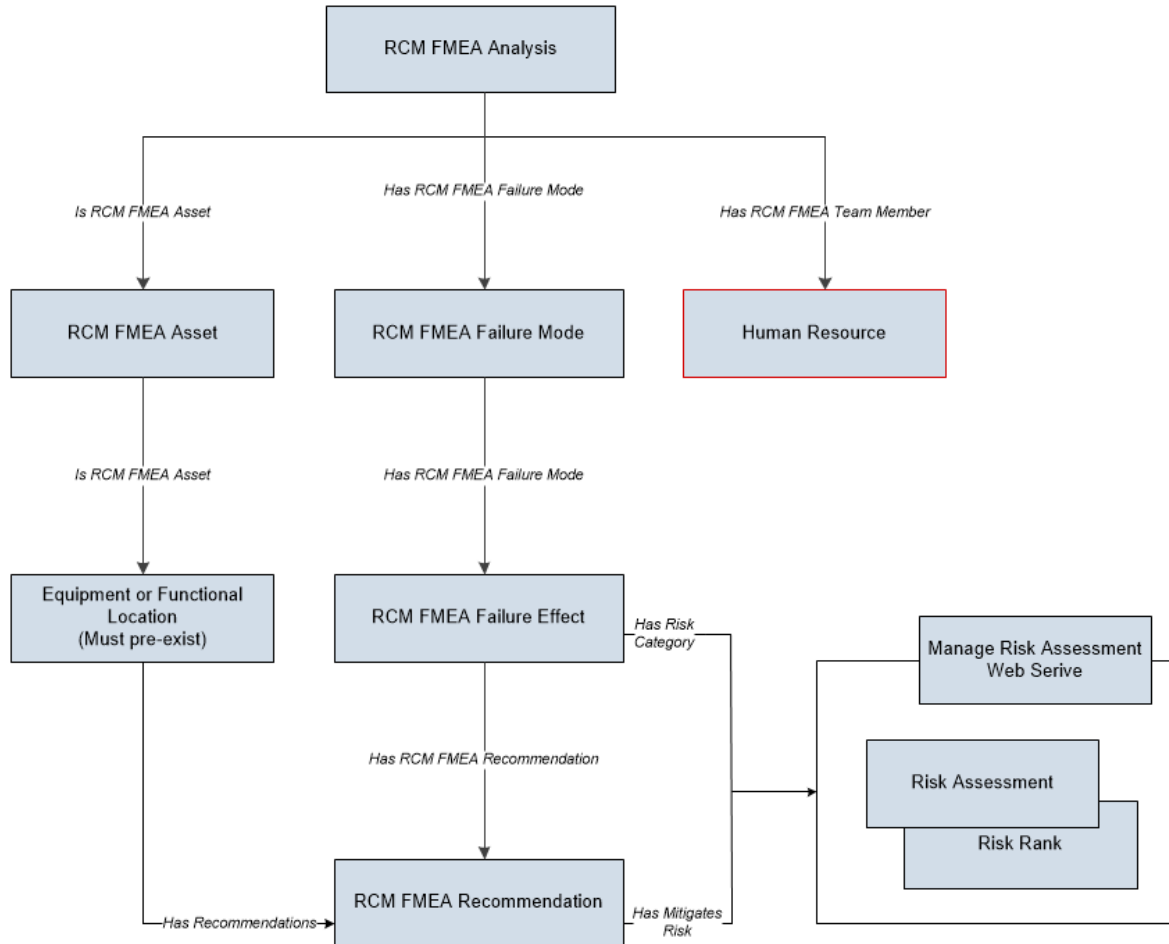 RCM FMEA Analysis
Has RCM FMEA Failure Mode
Is RCM FMEA Asset
Has RCM FMEA Team Member
RCM FMEA Asset
RCM FMEA Failure Mode
Human Resource
Is RCM FMEA Asset
Has RCM FMEA Failure Mode
Equipment or Functional
Location
(Must pre-exist)
RCM FMEA Failure Effect
Has Risk
Category
Manage Risk Assessment
Web Serive
Has RCM FMEA Recommendation
Risk Assessment
Risk Rank
RCM FMEA Recommendation
Has Recommendations
Has Mitigates
Risk